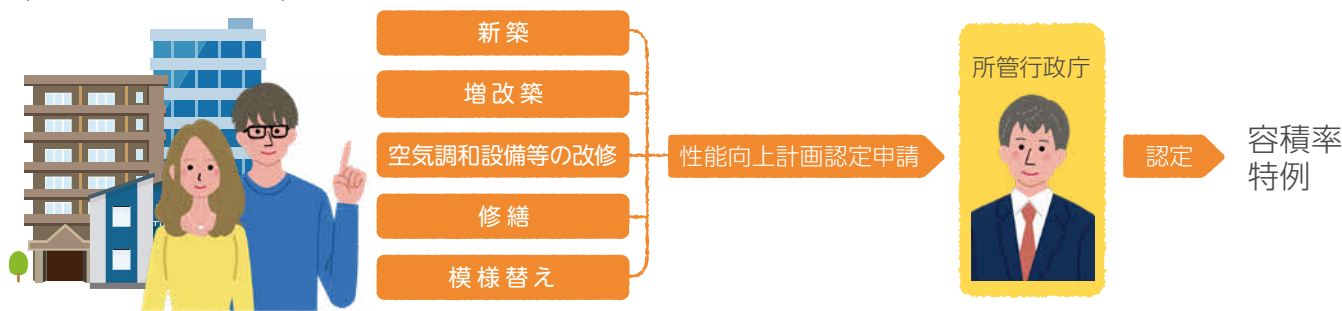 新築
増改築
空気調和設備等の改修
修繕
模様替え
性能向上計画認定申請
所管行政庁
認定
容積率
特例